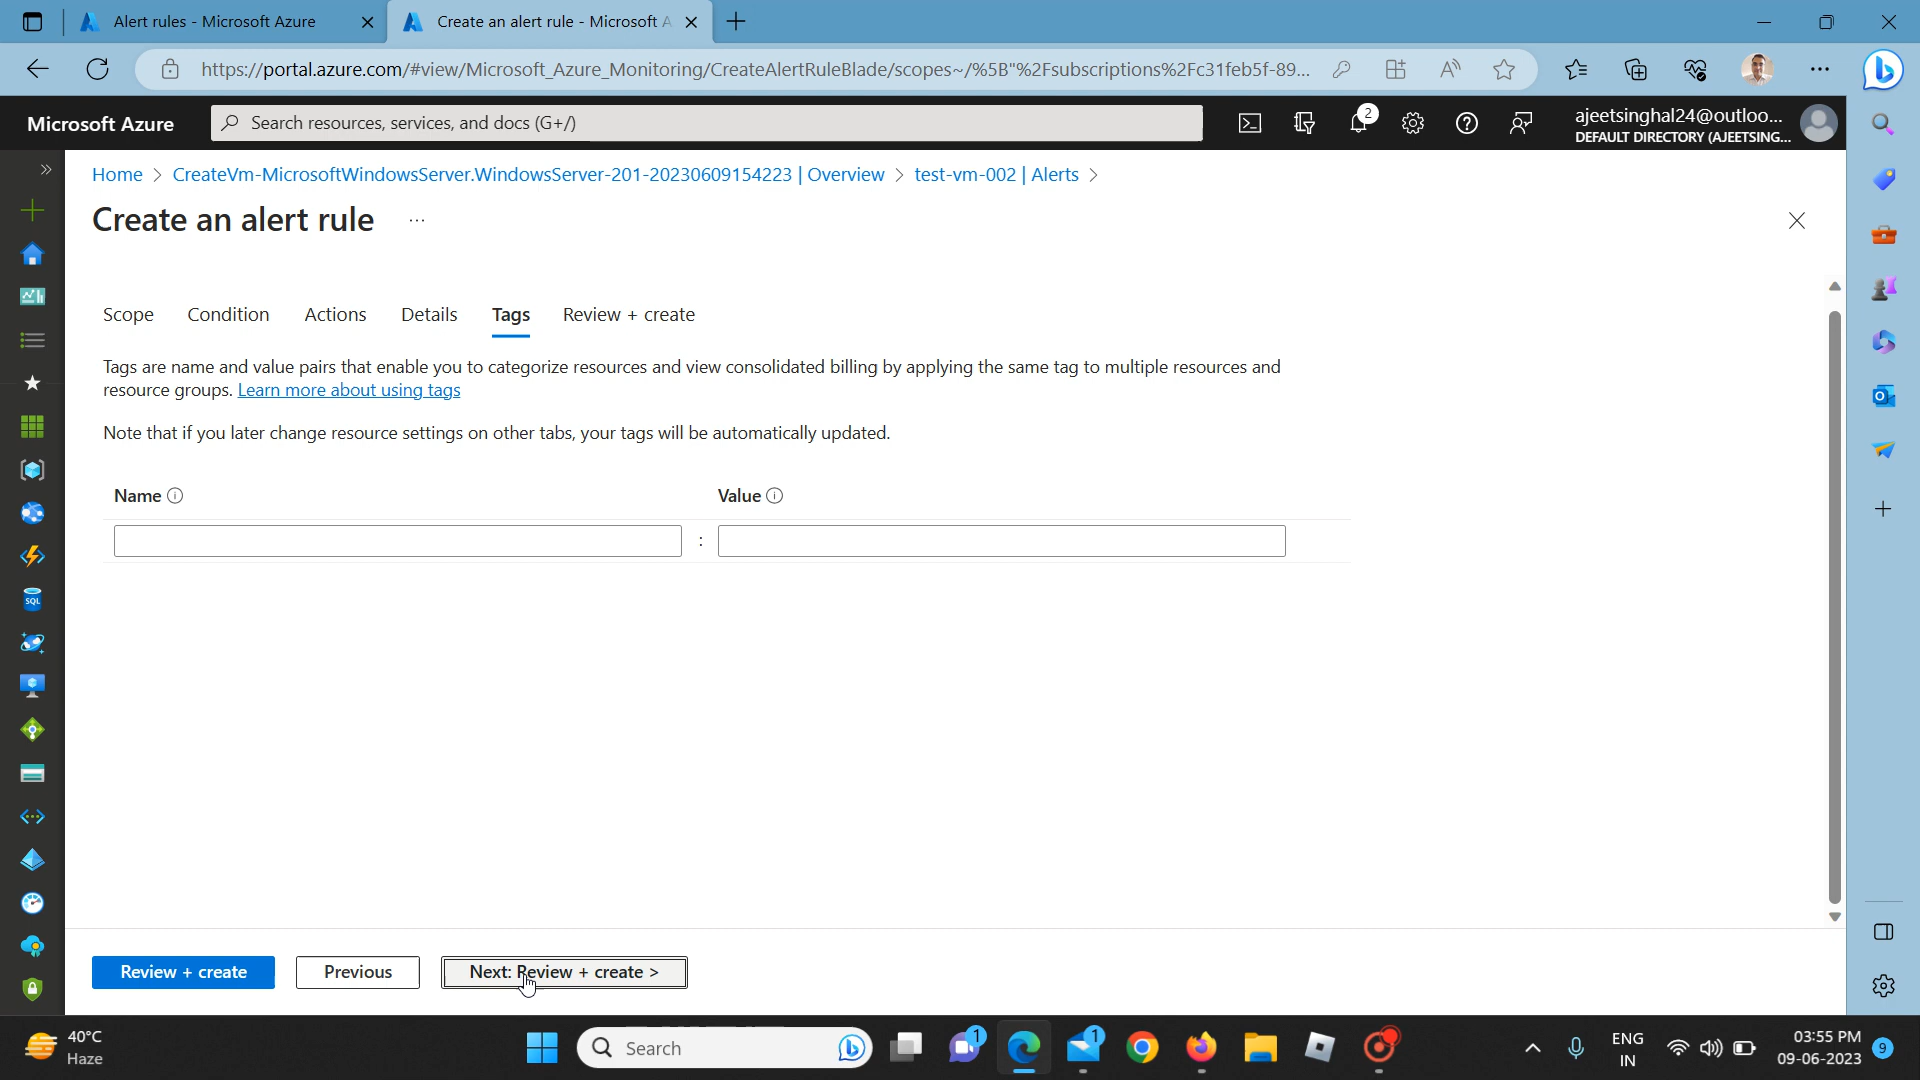 Alert rules - Microsoft Azure
Create an alert rule - Microsoft A
https://portal.azure.com/#view/Microsoft_Azure_Monitoring/CreateAlertRuleBlade/scopes~/%5B"%2Fsubscriptions%2Fc31feb5f-89...
Microsoft Azure
Search resources, services, and docs (G+/)
2
ajeetsinghal24@outloo...
DEFAULT DIRECTORY (AJEETSING...
Home > CreateVm-MicrosoftWindowsServer.WindowsServer-201-20230609154223 | Overview > test-vm-002 | Alerts >
Create an alert rule ...
Scope Condition Actions Details Tags Review + create
Tags are name and value pairs that enable you to categorize resources and view consolidated billing by applying the same tag to multiple resources and
resource groups. Learn more about using tags
Note that if you later change resource settings on other tabs, your tags will be automatically updated.
Name Value
:
SQL
Review + create Previous Next: Review + create >
40°C
Haze
Search
1
1
ENG
IN
03:55 PM
09-06-2023
9